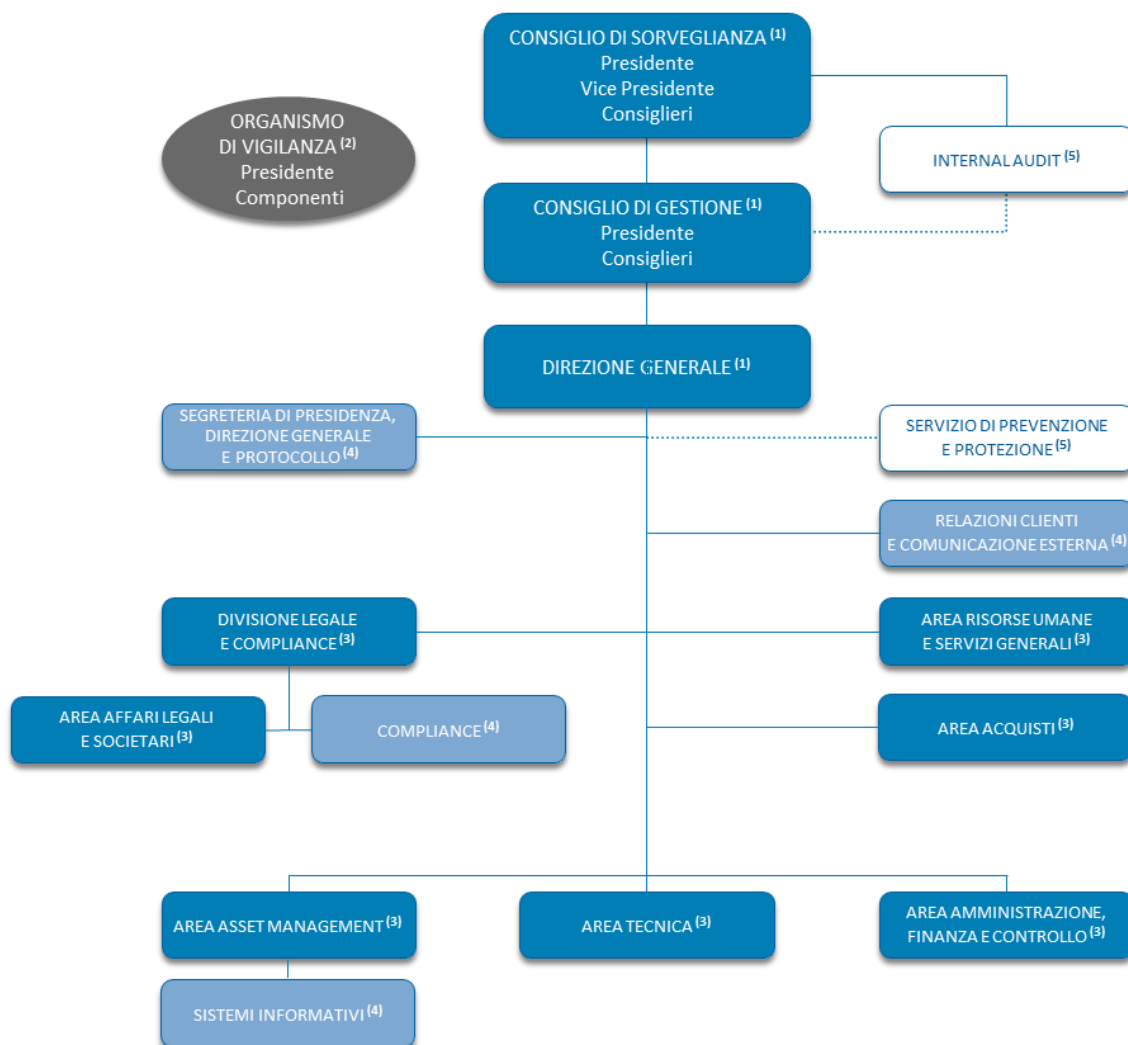 CONSIGLIO DI SORVEGLIANZA (1)
Presidente
Vice Presidente
Consiglieri
ORGANISMO
DI VIGILANZA (2)
Presidente
Componenti
INTERNAL AUDIT (5)
CONSIGLIO DI GESTIONE (1)
Presidente
Consiglieri
DIREZIONE GENERALE (1)
SEGRETERIA DI PRESIDENZA,
DIREZIONE GENERALE
E PROTOCOLLO (4)
SERVIZIO DI PREVENZIONE
E PROTEZIONE (5)
RELAZIONI CLIENTI
E COMUNICAZIONE ESTERNA (4)
DIVISIONE LEGALE
E COMPLIANCE (3)
AREA RISORSE UMANE
E SERVIZI GENERALI (3)
AREA AFFARI LEGALI
E SOCIETARI (3)
COMPLIANCE (4)
AREA ACQUISTI (3)
AREA ASSET MANAGEMENT (3)
AREA TECNICA (3)
AREA AMMINISTRAZIONE,
FINANZA E CONTROLLO (3)
SISTEMI INFORMATIVI (4)